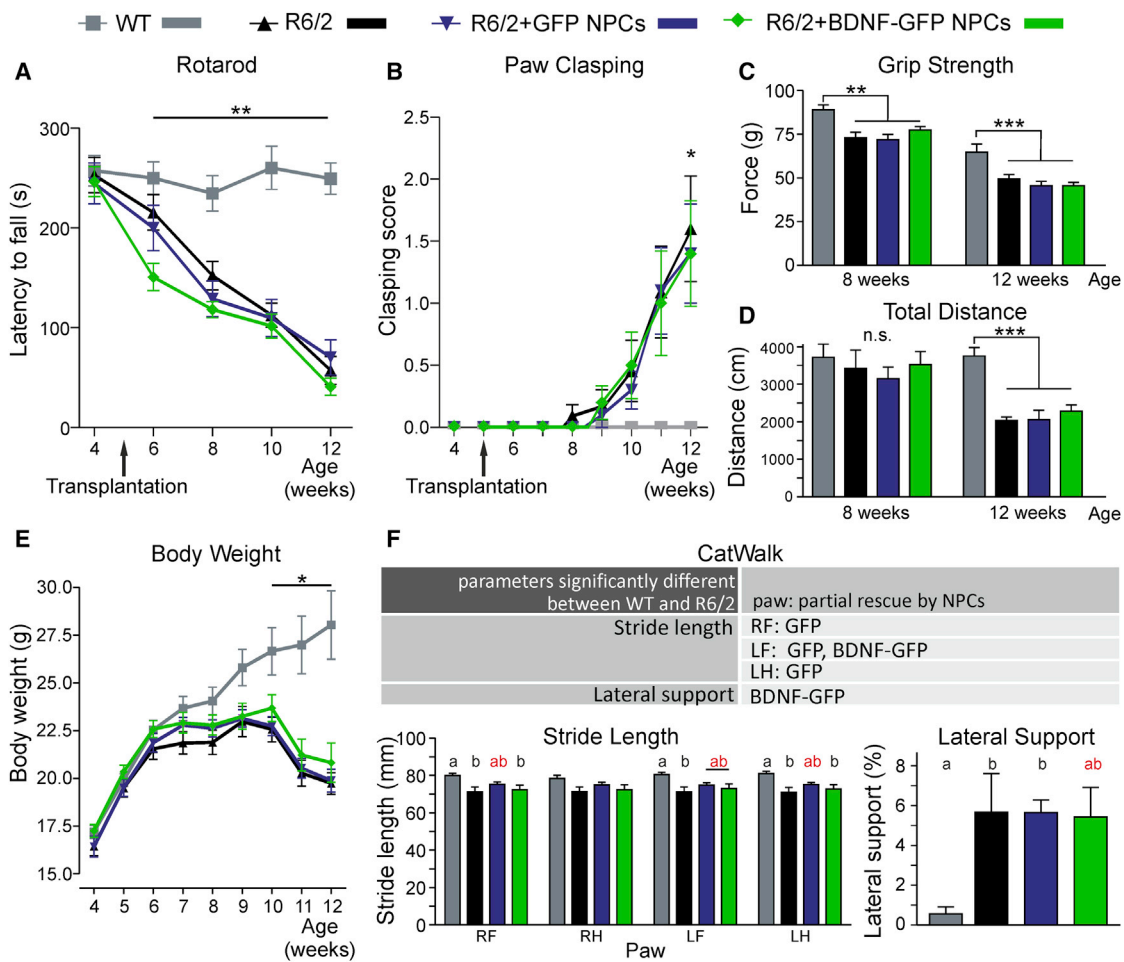 WT R6/2 R6/2+GFP NPCs R6/2+BDNF-GFP NPCs
A Rotarod
**
Latency to fall (s)
300
200
100
0
4 6 8 10 12
Age
(weeks)
Transplantation
B Paw Clasping
*
Clasping score
2.5
2.0
1.5
1.0
0.5
0.0
4 6 8 10 12
Age
(weeks)
Transplantation
C Grip Strength
** ***
Force (g)
100
75
50
25
0
8 weeks 12 weeks Age
D Total Distance
n.s. ***
Distance (cm)
4000
3000
2000
1000
0
8 weeks 12 weeks Age
E Body Weight
*
Body weight (g)
30.0
27.5
25.0
22.5
20.0
17.5
15.0
4 5 6 7 8 9 10 11 12
Age
(weeks)
F CatWalk
parameters significantly different
between WT and R6/2
paw: partial rescue by NPCs
Stride length
RF: GFP
LF: GFP, BDNF-GFP
LH: GFP
Lateral support BDNF-GFP
Stride Length
Stride length (mm)
100
80
60
40
20
0
a b ab b a b ab a b ab b
RF RH LF LH
Paw
Lateral Support
Lateral support (%)
8
6
4
2
0
a b b ab